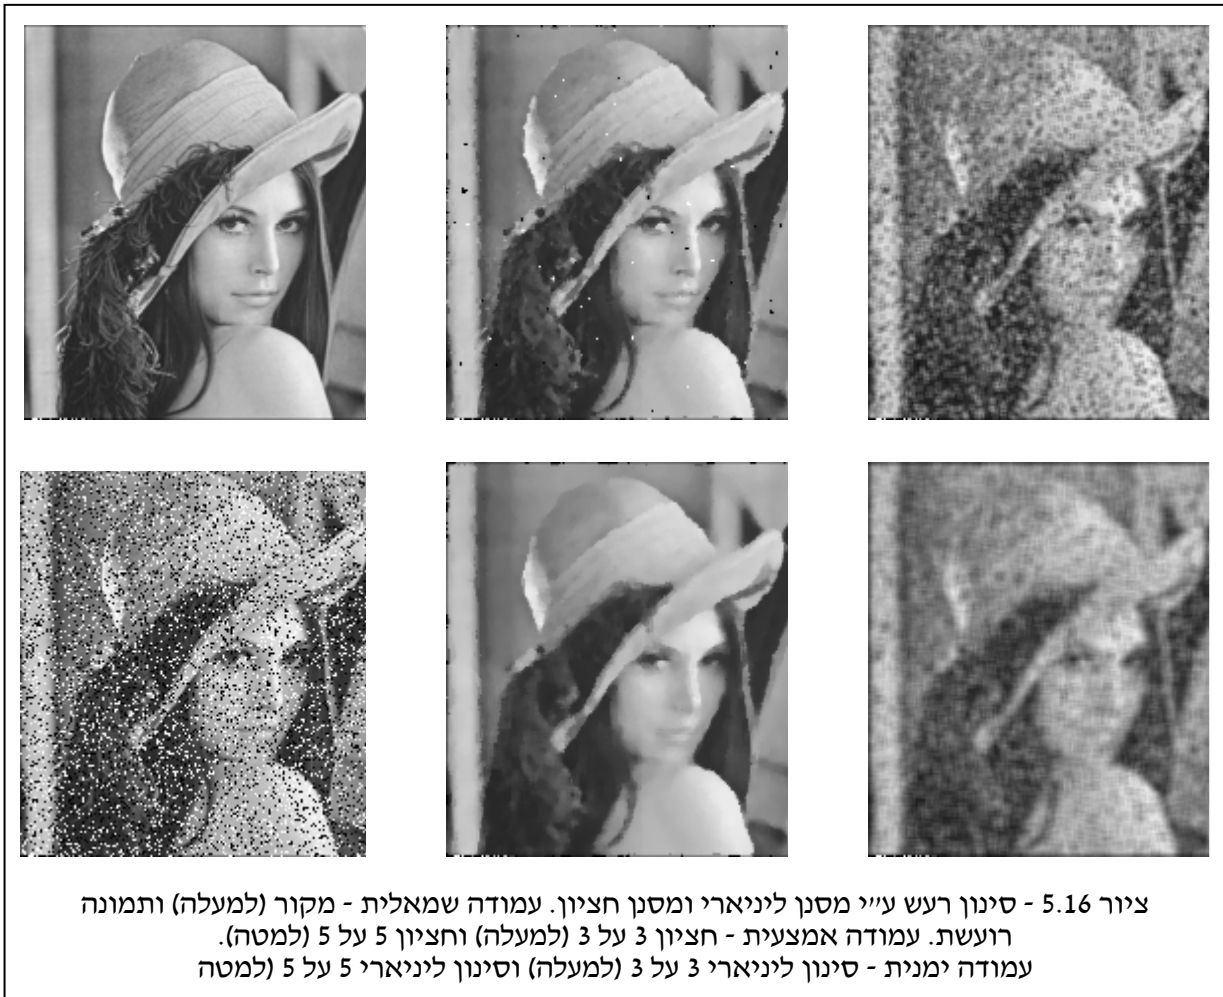 ציור 5.16 - סינון רעש ע״י מסנן ליניארי ומסנן חציון. עמודה שמאלית - מקור (למעלה) ותמונה
רועשת. עמודה אמצעית - חציון 3 על 3 (למעלה) וחציון 5 על 5 (למטה).
עמודה ימנית - סינון ליניארי 3 על 3 (למעלה) וסינון ליניארי 5 על 5 (למטה